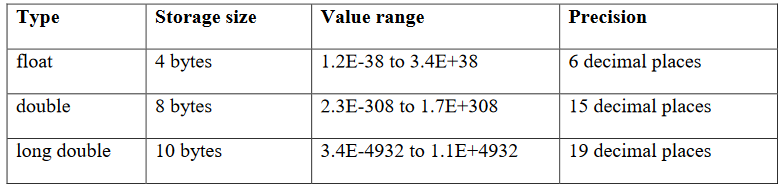 Type Storage size Value range Precision
float 4 bytes 1.2E-38 to 3.4E+38 6 decimal places
double 8 bytes 2.3E-308 to 1.7E+308 15 decimal places
long double 10 bytes 3.4E-4932 to 1.1E+4932 19 decimal places